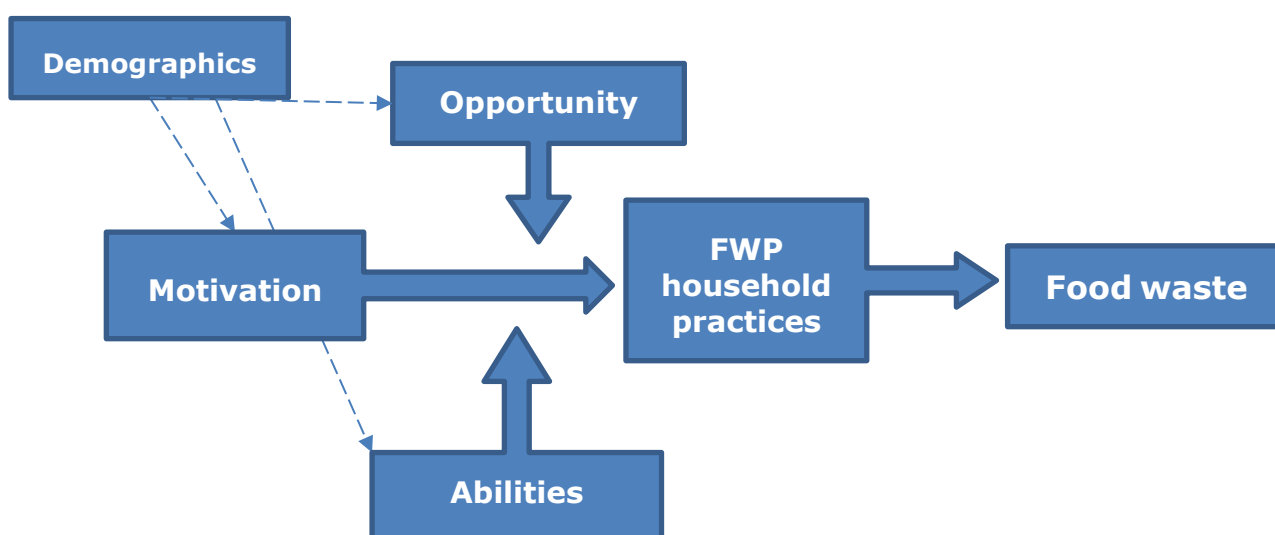 Demographics
Opportunity
Motivation
FWP
household
practices
Food waste
Abilities